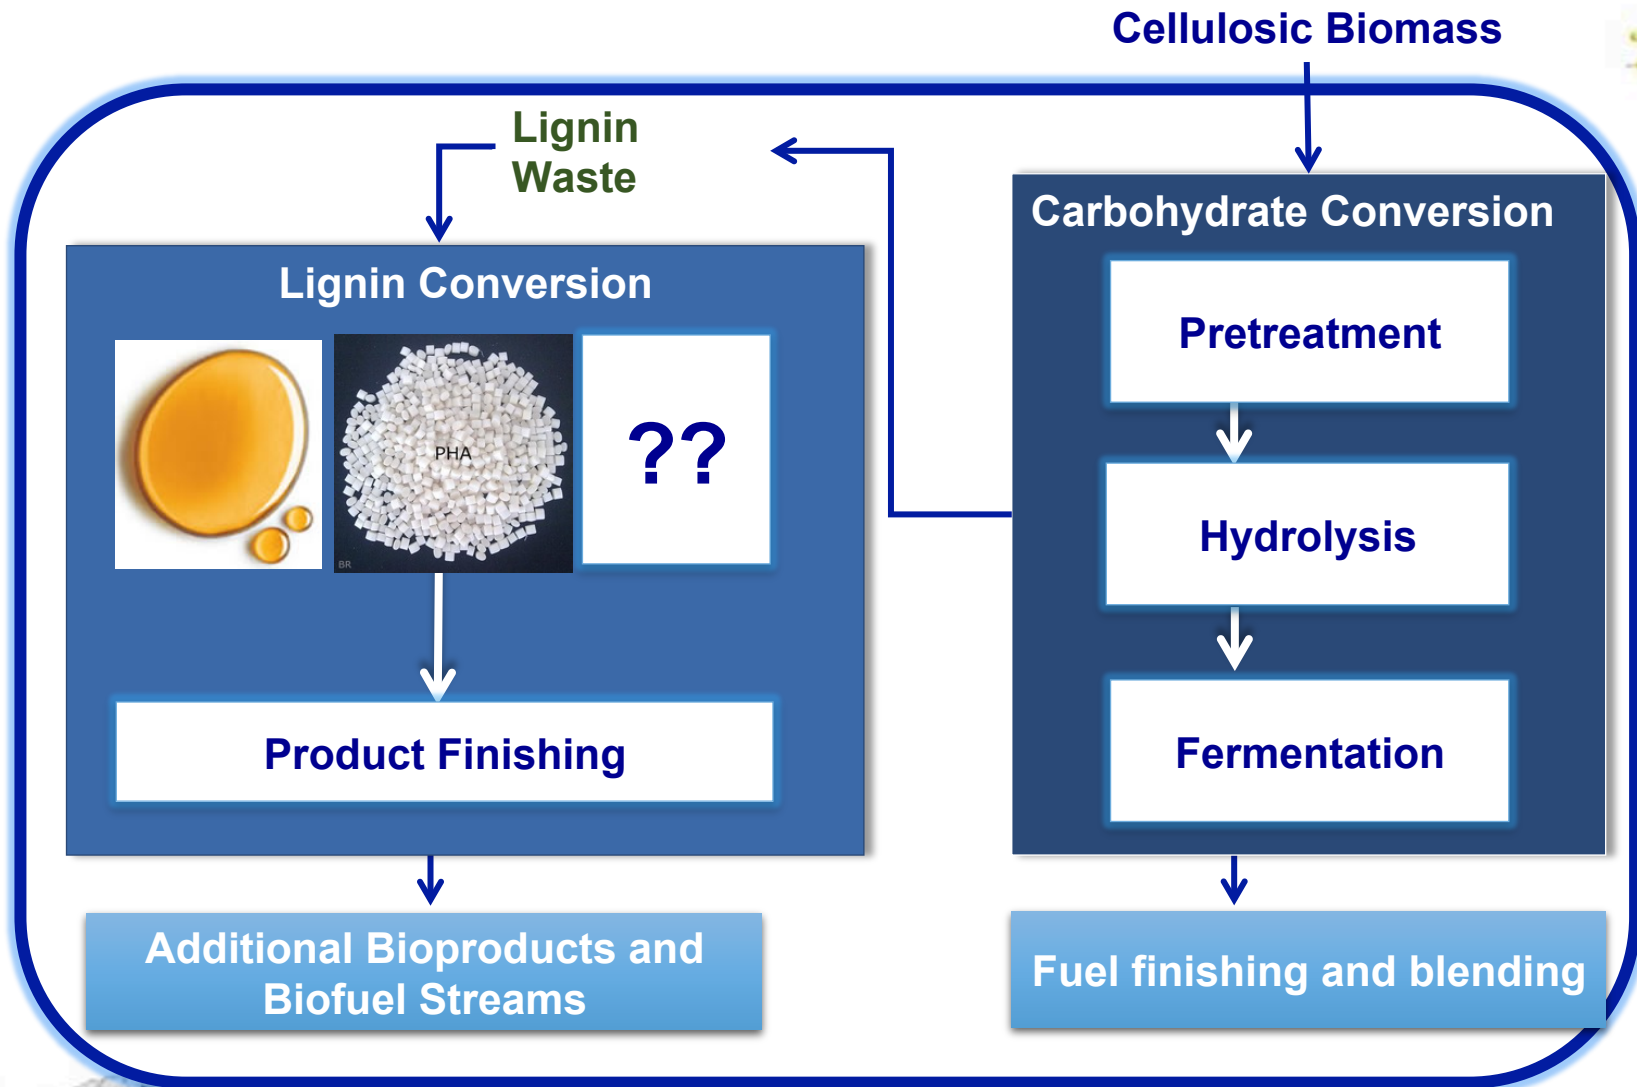 Cellulosic Biomass
Lignin
Waste
Carbohydrate Conversion
Lignin Conversion
Pretreatment
??
PHA
BR
Hydrolysis
Product Finishing
Fermentation
Additional Bioproducts and
Biofuel Streams
Fuel finishing and blending